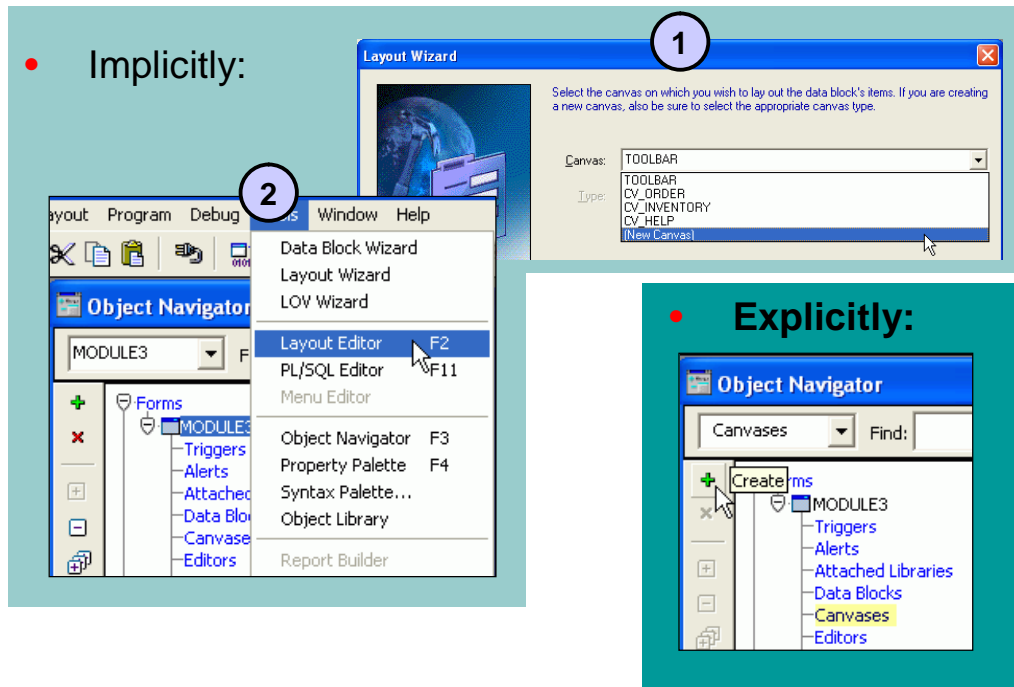 • Implicitly:
1
Layout Wizard
Select the canvas on which you wish to lay out the data block's items. If you are creating
a new canvas, also be sure to select the appropriate canvas type.
Canvas: TOOLBAR
Type:
TOOLBAR
CV_ORDER
CV_INVENTORY
CV_HELP
(New Canvas)
2
ayout Program Debug ols Window Help
Data Block Wizard
Layout Wizard
LOV Wizard
Layout Editor F2
PL/SQL Editor F11
Menu Editor
Object Navigator F3
Property Palette F4
Syntax Palette...
Object Library
Report Builder
Object Navigator
MODULE3 F
Forms
MODULE3
Triggers
Alerts
Attached
Data Blo
Canvase
Editors
• Explicitly:
Object Navigator
Canvases Find:
Create
rms
MODULE3
Triggers
Alerts
Attached Libraries
Data Blocks
Canvases
Editors